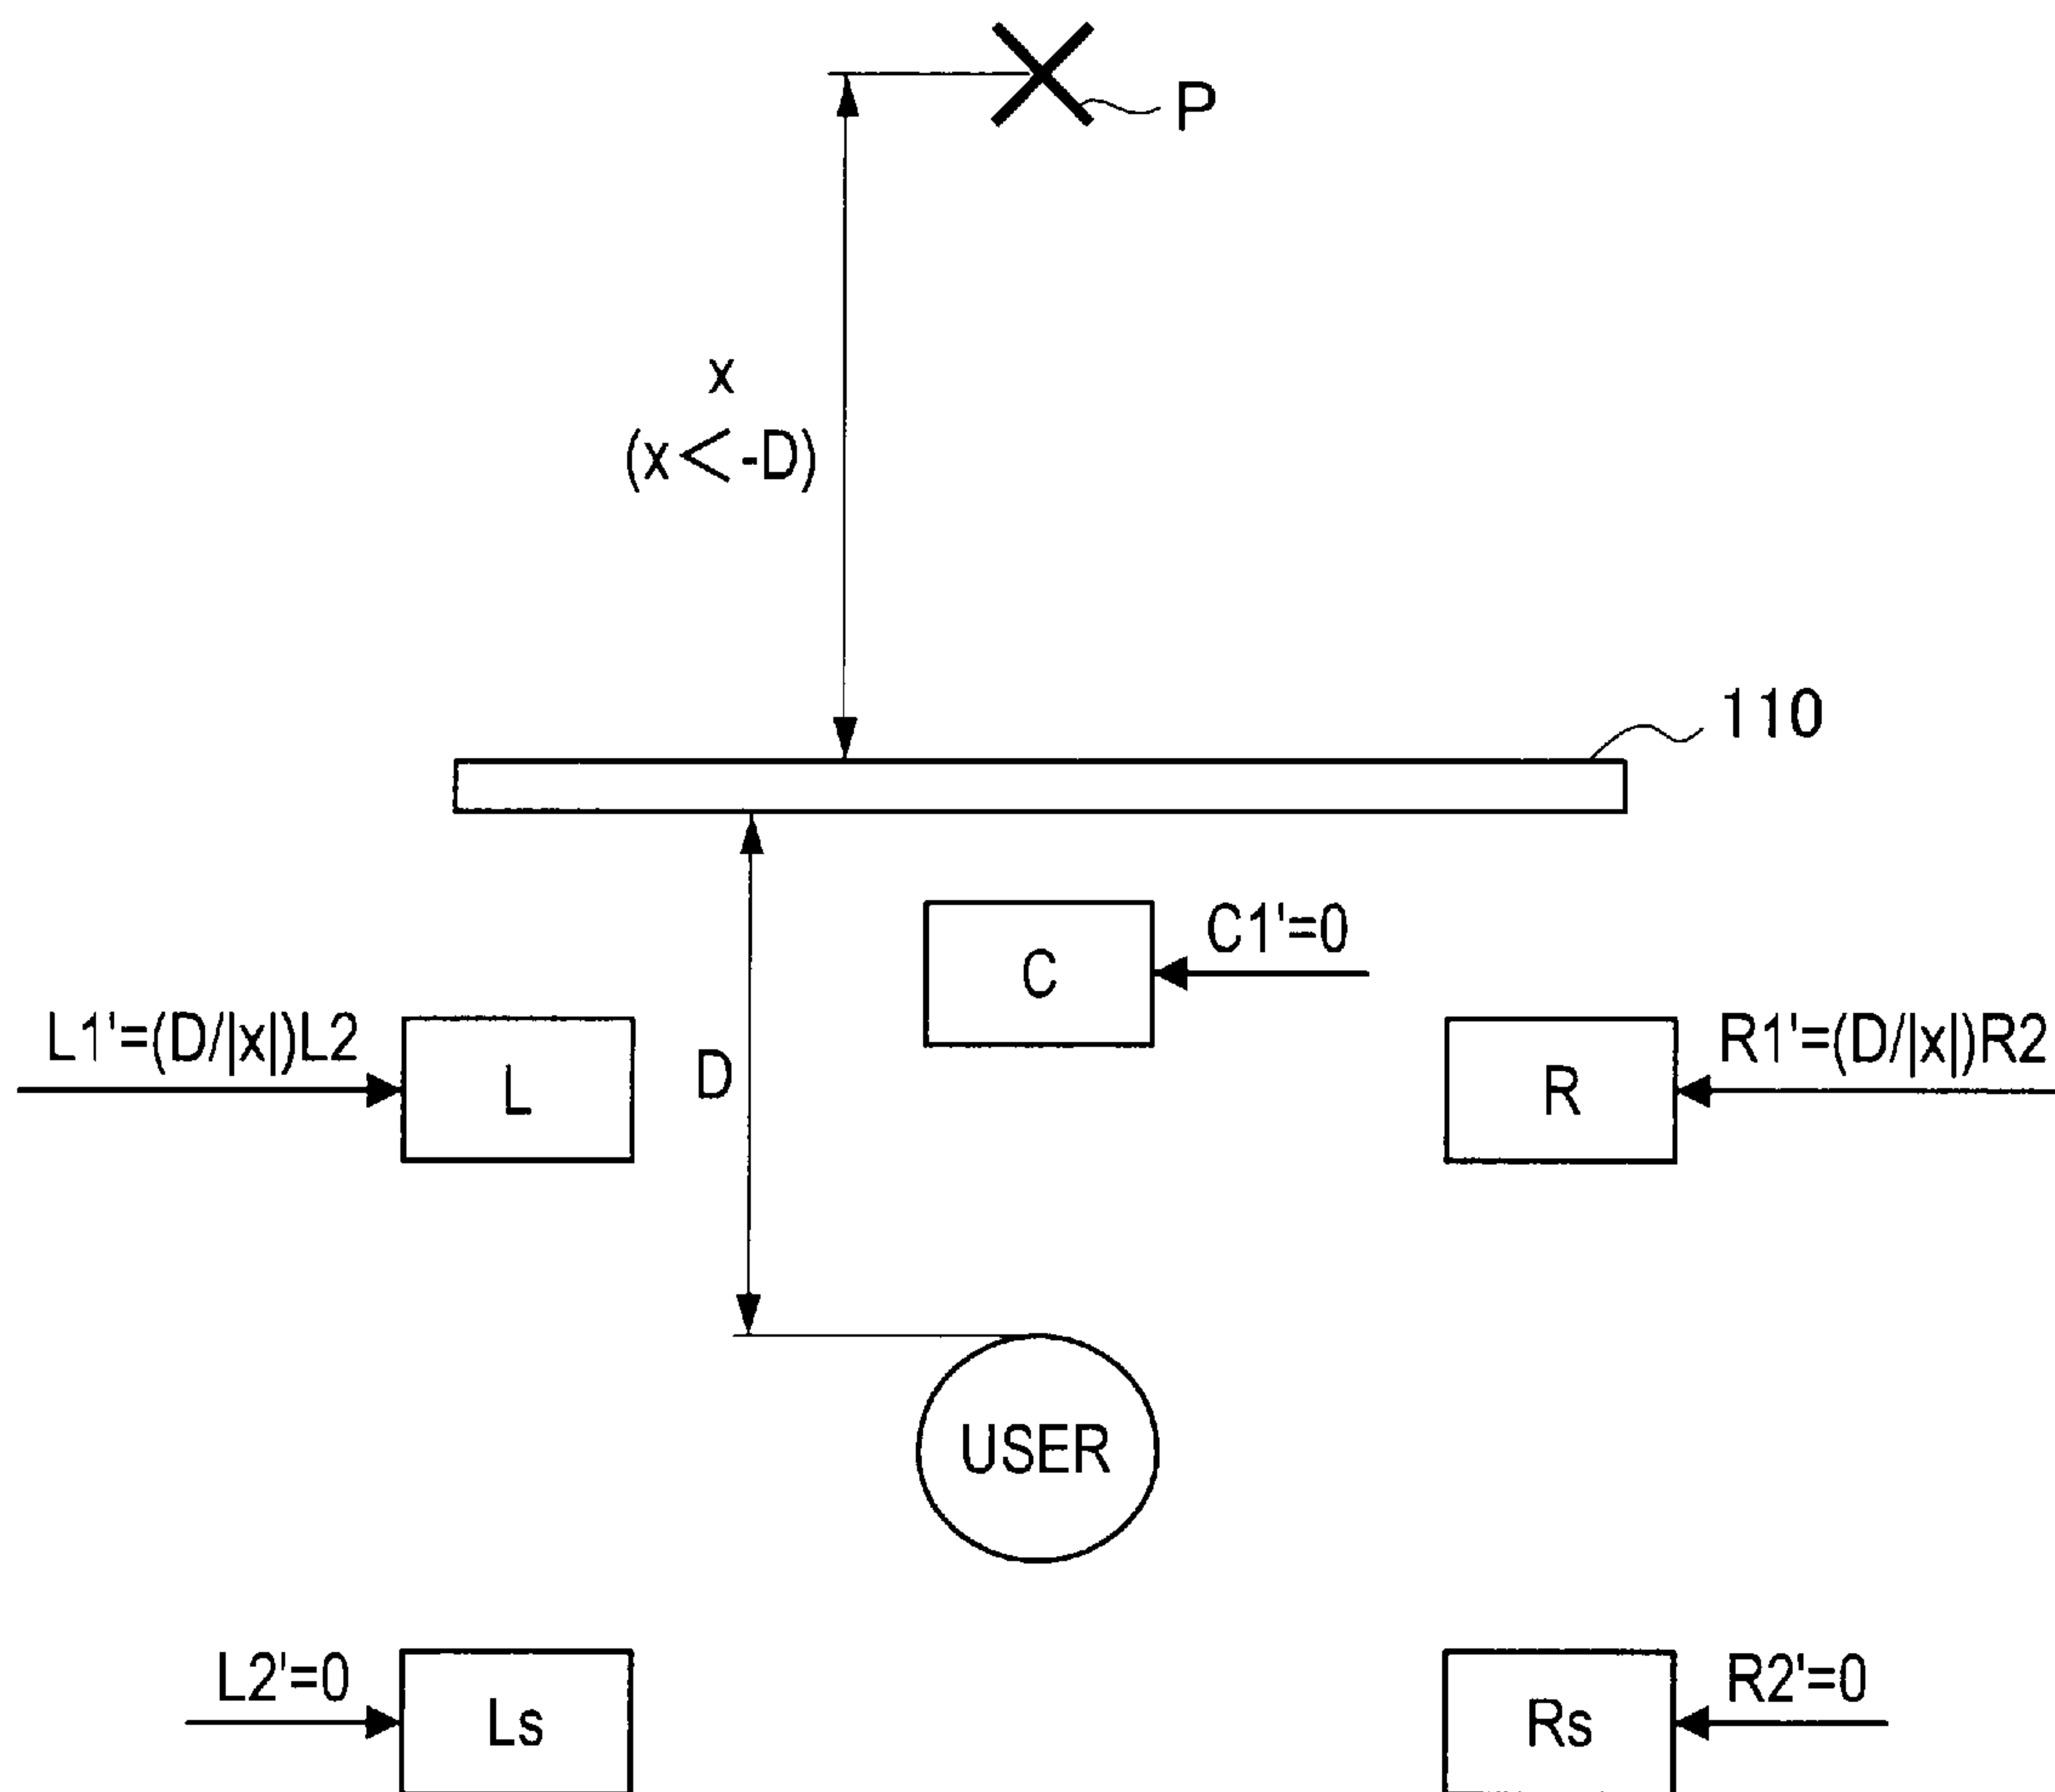 P
x
(x<-D)
110
C1'=0
C
L1'=(D/|x|)L2
R1'=(D/|x|)R2
L
D
R
USER
L2'=0
R2'=0
Ls
Rs